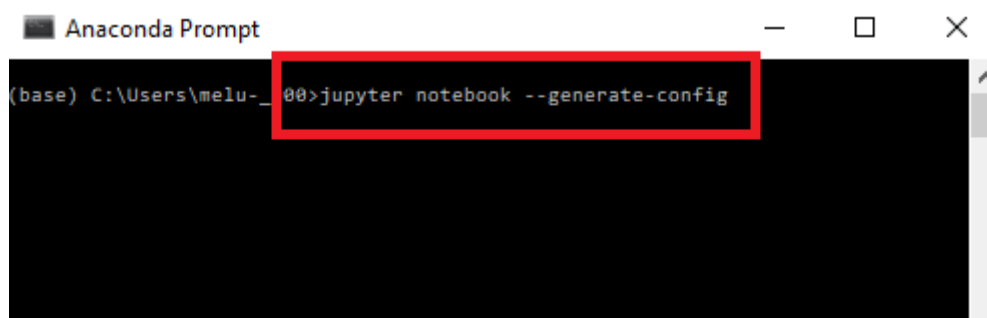 Anaconda Prompt
(base) C:\Users\melu-_ 00>jupyter notebook --generate-config